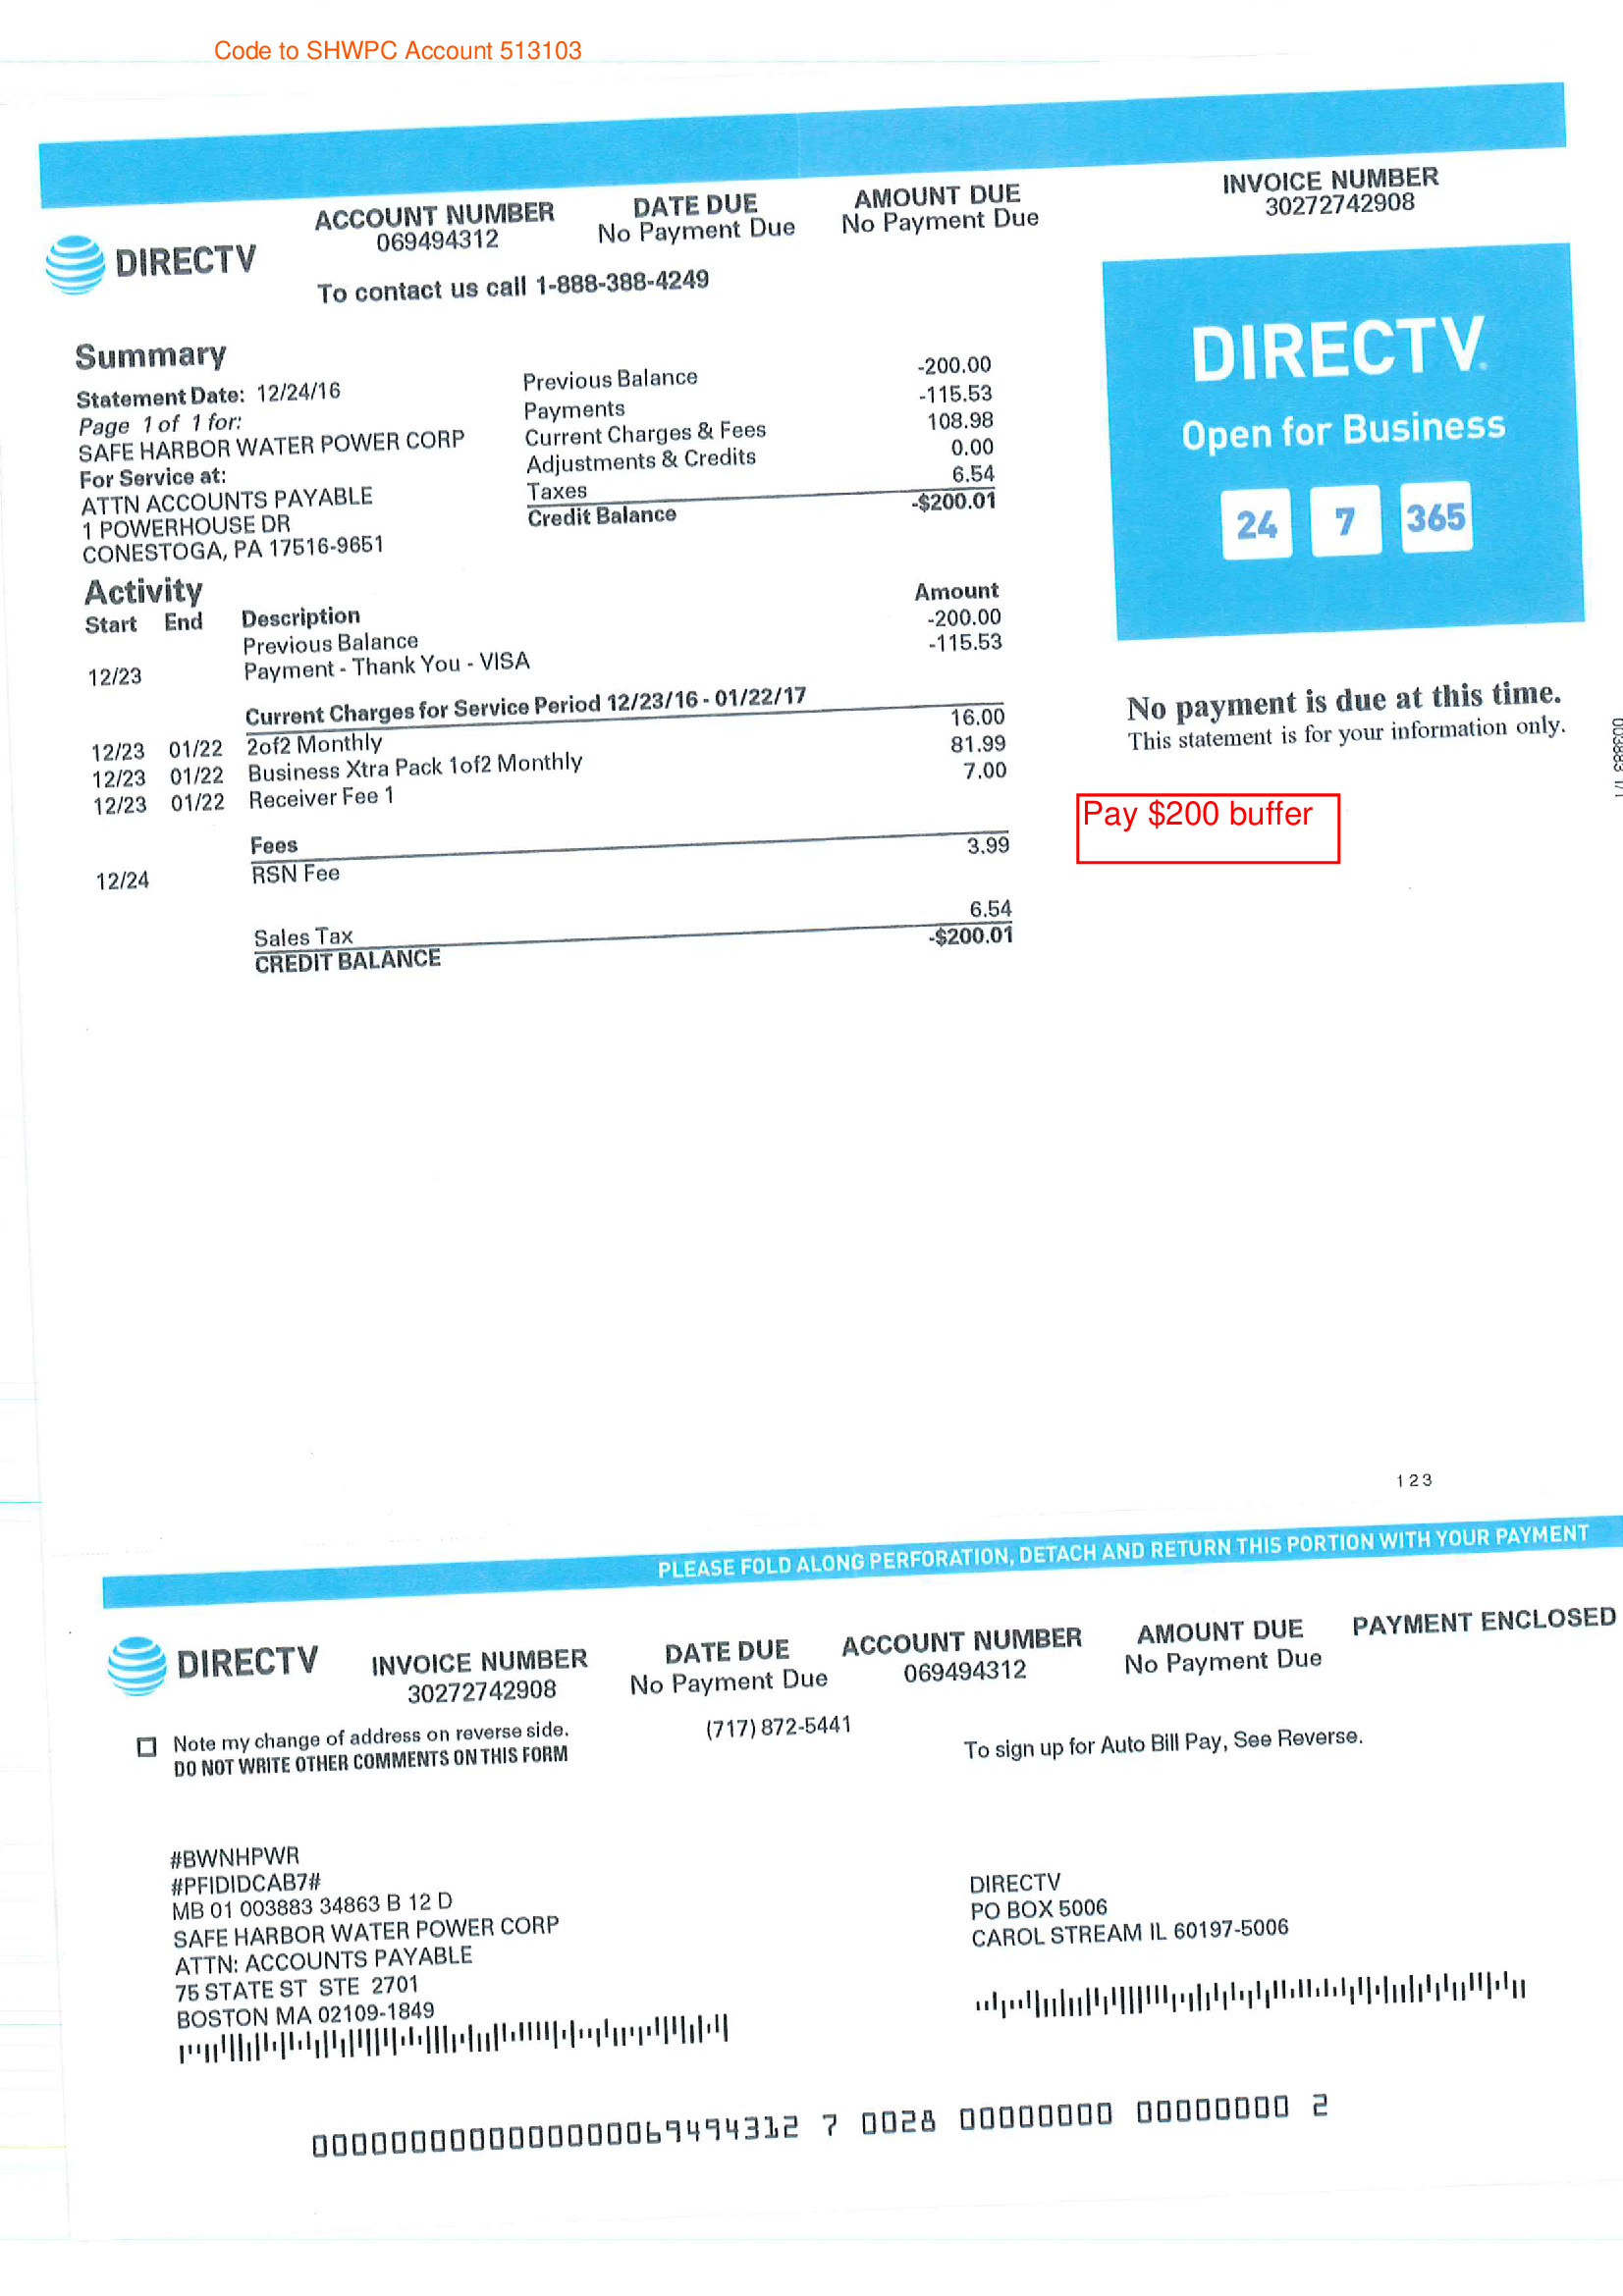 Code to SHWPC Account 513103
ACCOUNT NUMBER
069494312
DATE DUE
No Payment Due
AMOUNT DUE
No Payment Due
INVOICE NUMBER
30272742908
DIRECTV
To contact us call 1-888-388-4249
Summary
Statement Date: 12/24/16
Page 1 of 1 for:
SAFE HARBOR WATER POWER CORP
For Service at:
ATTN ACCOUNTS PAYABLE
1 POWERHOUSE DR
CONESTOGA, PA 17516-9651
Previous Balance -200.00
Payments -115.53
Current Charges & Fees 108.98
Adjustments & Credits 0.00
Taxes 6.54
Credit Balance -$200.01
DIRECTV.
Open for Business
24 7 365
Activity
Start End Description Amount
Previous Balance -200.00
12/23 Payment - Thank You - VISA -115.53
Current Charges for Service Period 12/23/16 - 01/22/17
12/23 01/22 2of2 Monthly 16.00
12/23 01/22 Business Xtra Pack 1of2 Monthly 81.99
12/23 01/22 Receiver Fee 1 7.00
Fees
12/24 RSN Fee 3.99
Sales Tax 6.54
CREDIT BALANCE -$200.01
No payment is due at this time.
This statement is for your information only.
Pay $200 buffer
003883 1/1
1 2 3
PLEASE FOLD ALONG PERFORATION, DETACH AND RETURN THIS PORTION WITH YOUR PAYMENT
DIRECTV
INVOICE NUMBER
30272742908
DATE DUE
No Payment Due
ACCOUNT NUMBER
069494312
AMOUNT DUE
No Payment Due
PAYMENT ENCLOSED
Note my change of address on reverse side.
DO NOT WRITE OTHER COMMENTS ON THIS FORM
(717) 872-5441
To sign up for Auto Bill Pay, See Reverse.
#BWNHPWR
#PFIDIDCAB7#
MB 01 003883 34863 B 12 D
SAFE HARBOR WATER POWER CORP
ATTN: ACCOUNTS PAYABLE
75 STATE ST STE 2701
BOSTON MA 02109-1849
DIRECTV
PO BOX 5006
CAROL STREAM IL 60197-5006
00000000000000000069494312 7 0028 00000000 00000000 2